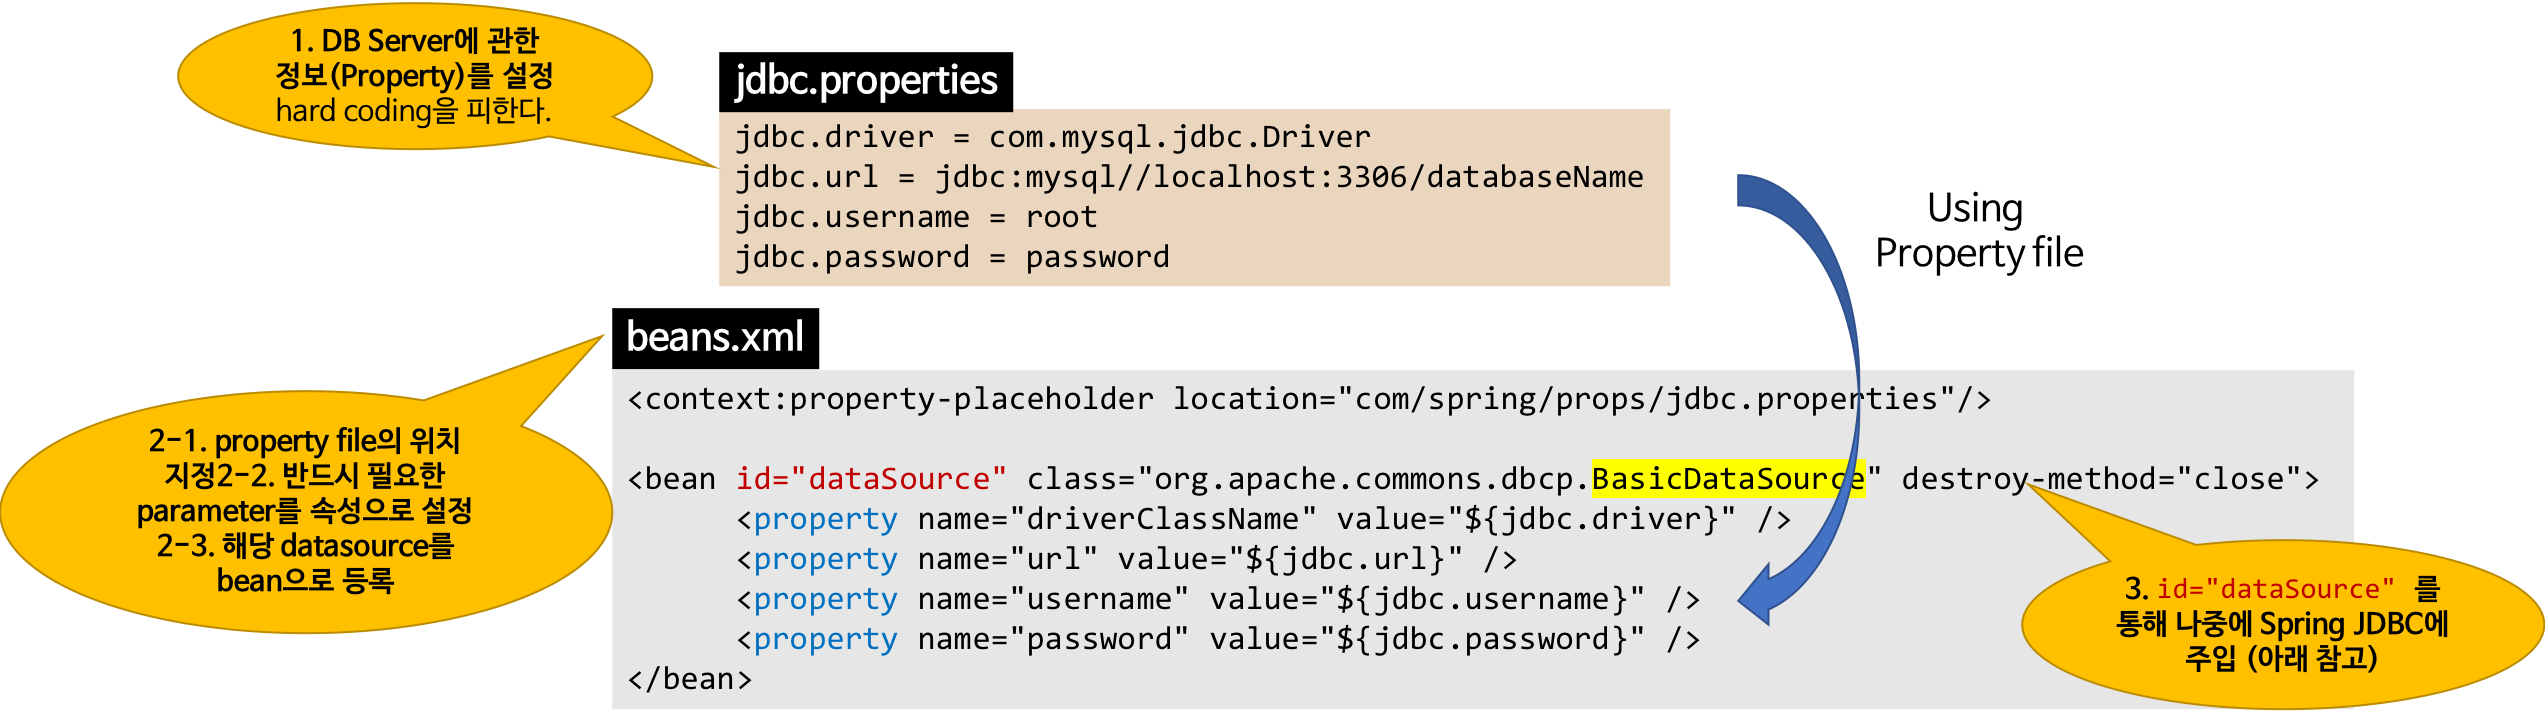 1. DB Server에 관한
정보(Property)를 설정
hard coding을 피한다.
jdbc.properties
jdbc.driver = com.mysql.jdbc.Driver
jdbc.url = jdbc:mysql//localhost:3306/databaseName
jdbc.username = root
jdbc.password = password
Using
Property file
beans.xml
<context:property-placeholder location="com/spring/props/jdbc.properties"/>
<bean id="dataSource" class="org.apache.commons.dbcp.BasicDataSource" destroy-method="close">
<property name="driverClassName" value="${jdbc.driver}" />
<property name="url" value="${jdbc.url}" />
<property name="username" value="${jdbc.username}" />
<property name="password" value="${jdbc.password}" />
</bean>
2-1. property file의 위치
지정2-2. 반드시 필요한
parameter를 속성으로 설정
2-3. 해당 datasource를
bean으로 등록
3. id="dataSource" 를
통해 나중에 Spring JDBC에
주입 (아래 참고)